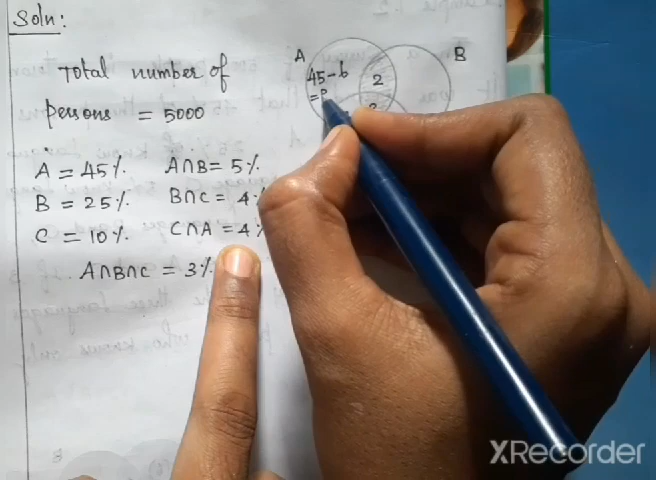 Soln:
Total number of
persons = 5000
A = 45% A∩B = 5%
B = 25% B∩C = 4%
C = 10% C∩A = 4%
A∩B∩C = 3%
A
B
45-6
2
XRecorder